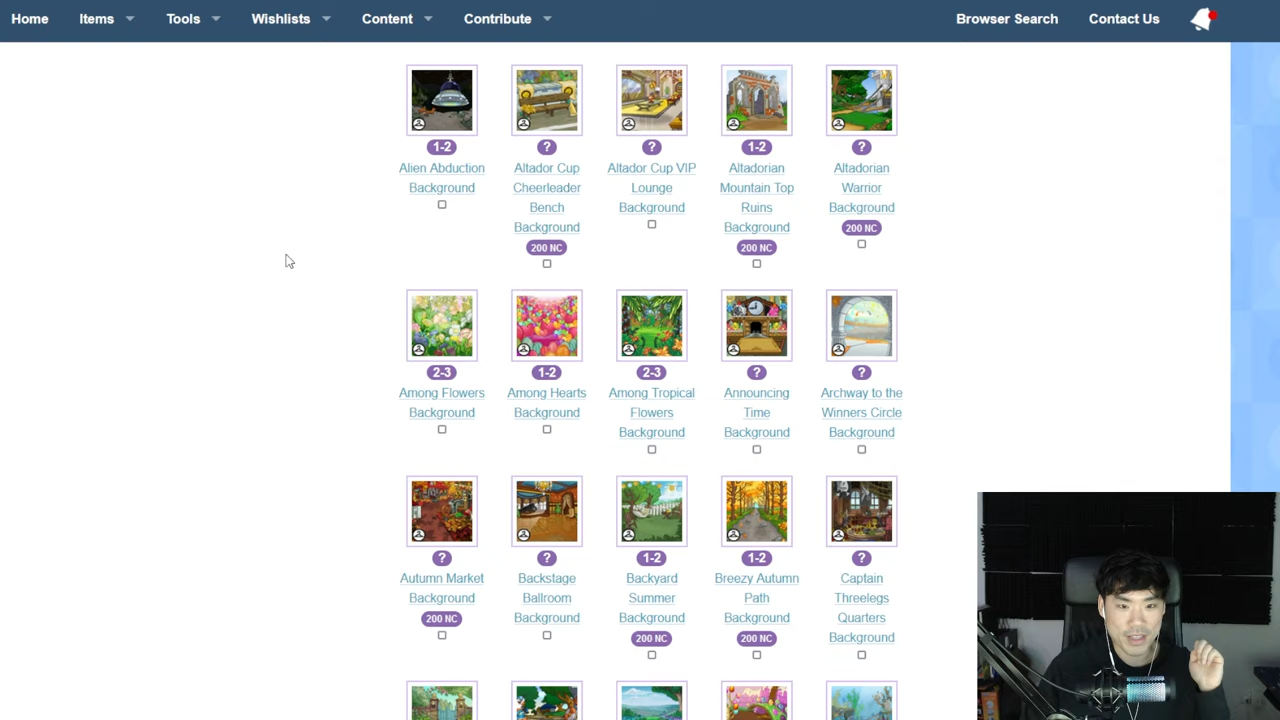 Home Items Tools Wishlists Content Contribute Browser Search Contact Us
1-2 ? ? 1-2 ?
Alien Abduction Altador Cup Altador Cup VIP Altadorian Altadorian
Background Cheerleader Lounge Mountain Top Warrior
Bench Background Ruins Background
Background Background 200 NC
200 NC 200 NC
2-3 1-2 2-3 ? ?
Among Flowers Among Hearts Among Tropical Announcing Archway to the
Background Background Flowers Time Winners Circle
Background Background Background
? ? 1-2 1-2 ?
Autumn Market Backstage Backyard Breezy Autumn Captain
Background Ballroom Summer Path Threelegs
200 NC Background Background Background Quarters
200 NC 200 NC Background